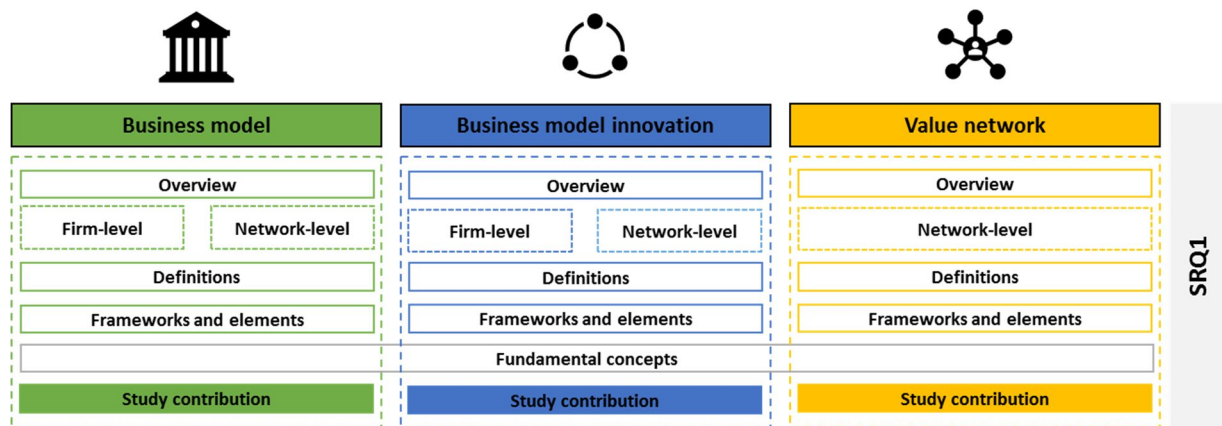 Business model
Business model innovation
Value network
Overview
Overview
Overview
Firm-level
Network-level
Firm-level
Network-level
Network-level
Definitions
Definitions
Definitions
Frameworks and elements
Frameworks and elements
Frameworks and elements
Fundamental concepts
Study contribution
Study contribution
Study contribution
SRQ1